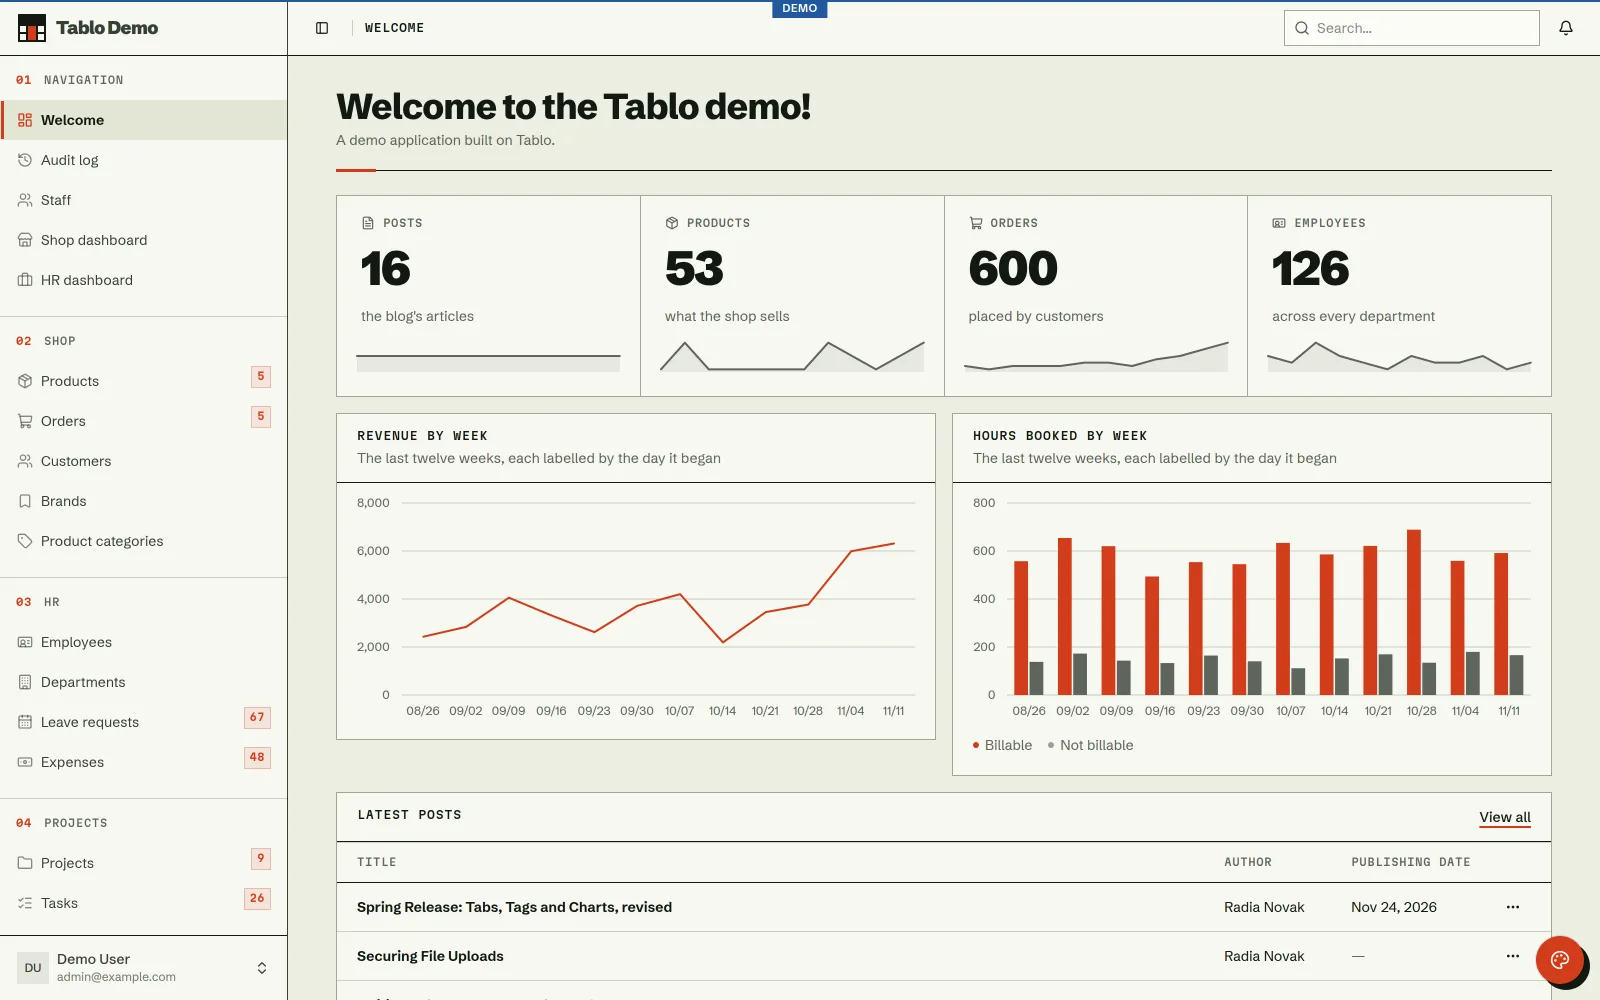 DEMO
Tablo Demo
WELCOME
Search...
01 NAVIGATION
Welcome
Audit log
Staff
Shop dashboard
HR dashboard
02 SHOP
Products 5
Orders 5
Customers
Brands
Product categories
03 HR
Employees
Departments
Leave requests 67
Expenses 48
04 PROJECTS
Projects 9
Tasks 26
DU
Demo User
admin@example.com
Welcome to the Tablo demo!
A demo application built on Tablo.
POSTS
16
the blog's articles
PRODUCTS
53
what the shop sells
ORDERS
600
placed by customers
EMPLOYEES
126
across every department
REVENUE BY WEEK
The last twelve weeks, each labelled by the day it began
8,000
6,000
4,000
2,000
0
08/26 09/02 09/09 09/16 09/23 09/30 10/07 10/14 10/21 10/28 11/04 11/11
HOURS BOOKED BY WEEK
The last twelve weeks, each labelled by the day it began
800
600
400
200
0
08/26 09/02 09/09 09/16 09/23 09/30 10/07 10/14 10/21 10/28 11/04 11/11
Billable Not billable
LATEST POSTS
View all
TITLE AUTHOR PUBLISHING DATE
Spring Release: Tabs, Tags and Charts, revised Radia Novak Nov 24, 2026
Securing File Uploads Radia Novak —